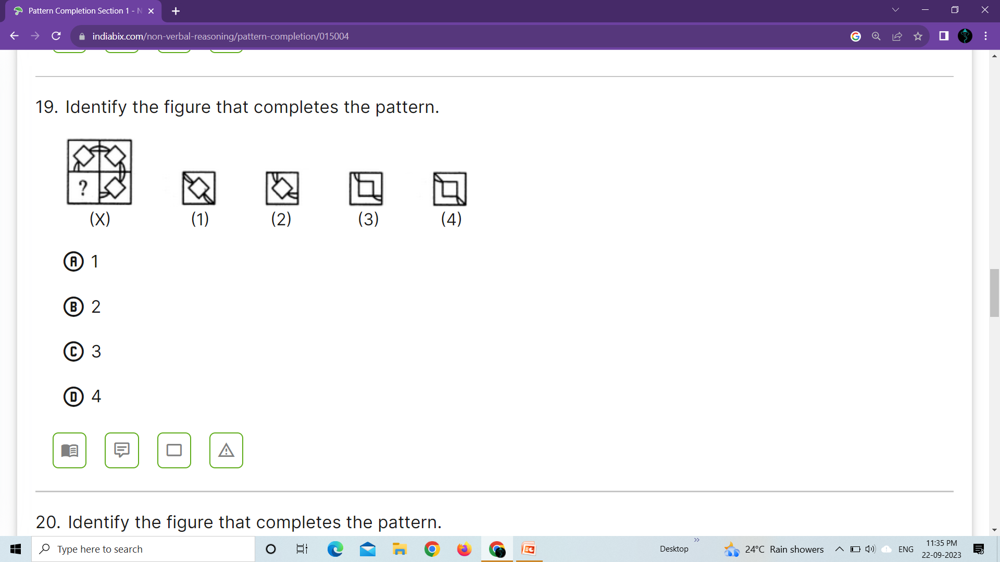 Pattern Completion Section 1 - N
indiabix.com/non-verbal-reasoning/pattern-completion/015004
19. Identify the figure that completes the pattern.
?
(X) (1) (2) (3) (4)
A 1
B 2
C 3
D 4
20. Identify the figure that completes the pattern.
Type here to search
Desktop
24°C Rain showers
ENG
11:35 PM
22-09-2023